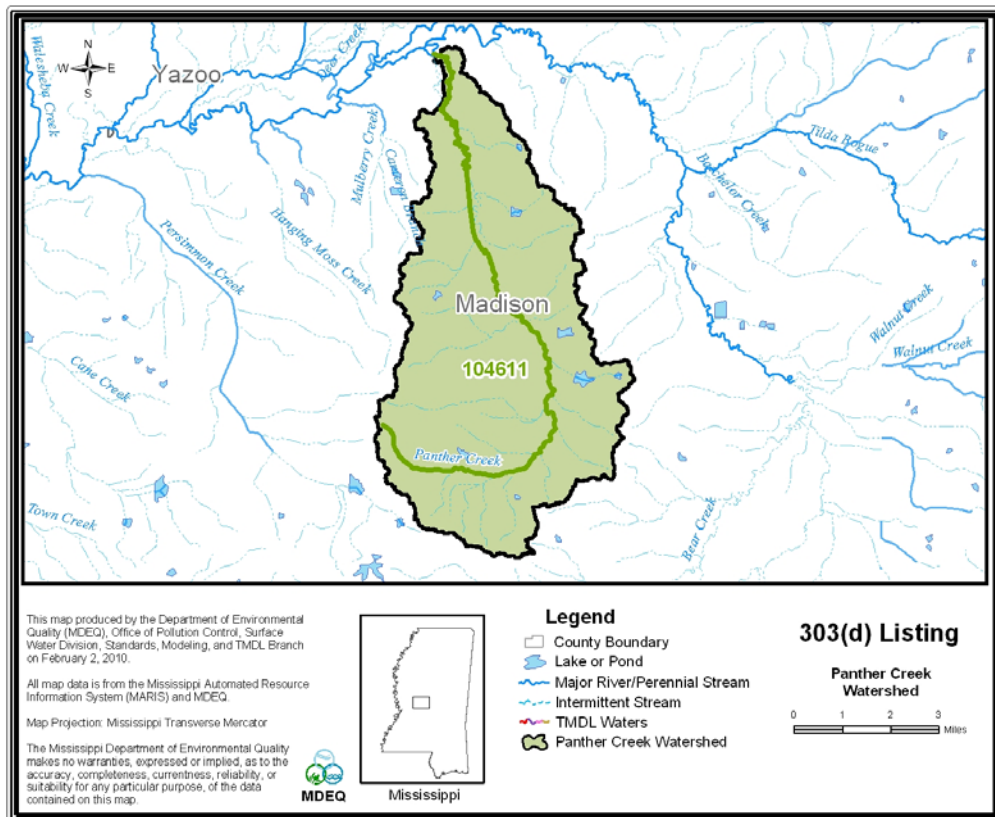 N
W E
S
Yazoo
Walesheba Creek
Mulberry Creek
Hanging Moss Creek
Persimmon Creek
Cane Creek
Town Creek
Tilda Bogue
Batchelor Creek
Walnut Creek
Walnut Creek
Bear Creek
Madison
104611
Panther Creek
This map produced by the Department of Environmental
Quality (MDEQ), Office of Pollution Control, Surface
Water Division, Standards, Modeling, and TMDL Branch
on February 2, 2010.
All map data is from the Mississippi Automated Resource
Information System (MARIS) and MDEQ.
Map Projection: Mississippi Transverse Mercator
The Mississippi Department of Environmental Quality
makes no warranties, expressed or implied, as to the
accuracy, completeness, currentness, reliability, or
suitability for any particular purpose, of the data
contained on this map.
MDEQ
Mississippi
Legend
County Boundary
Lake or Pond
Major River/Perennial Stream
Intermittent Stream
TMDL Waters
Panther Creek Watershed
303(d) Listing
Panther Creek
Watershed
0 1 2 3
Miles